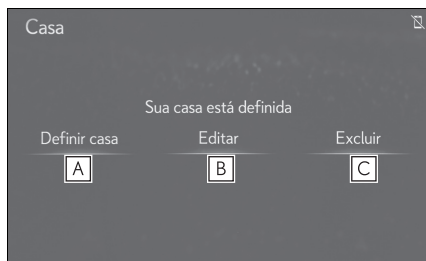 Casa
Sua casa está definida
Definir casa Editar Excluir
A B C